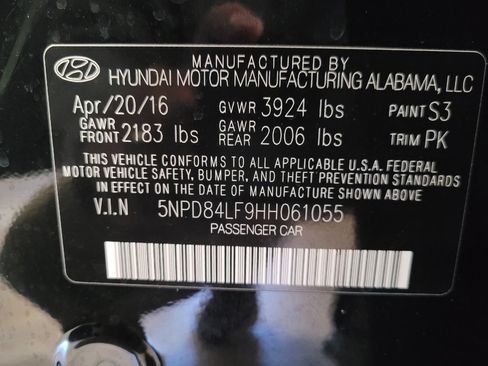 MANUFACTURED BY
HYUNDAI MOTOR MANUFACTURING ALABAMA, LLC
Apr/20/16 GVWR 3924 lbs PAINT S3
GAWR FRONT 2183 lbs GAWR REAR 2006 lbs TRIM PK
THIS VEHICLE CONFORMS TO ALL APPLICABLE U.S.A. FEDERAL
MOTOR VEHICLE SAFETY, BUMPER, AND THEFT PREVENTION STANDARDS
IN EFFECT ON THE DATE OF MANUFACTURE SHOWN ABOVE.
V.I.N 5NPD84LF9HH061055
PASSENGER CAR